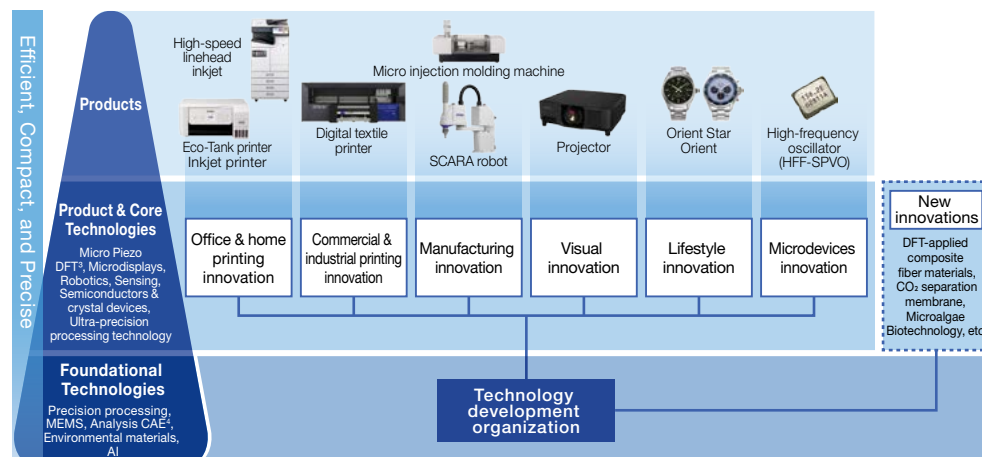 Efficient, Compact, and Precise
Products
High-speed
linehead
inkjet
Eco-Tank printer
Inkjet printer
Digital textile
printer
Micro injection molding machine
SCARA robot
Projector
Orient Star
Orient
High-frequency
oscillator
(HFF-SPVO)
Product & Core
Technologies
Micro Piezo
DFT³, Microdisplays,
Robotics, Sensing,
Semiconductors &
crystal devices,
Ultra-precision
processing technology
Office & home
printing
innovation
Commercial &
industrial printing
innovation
Manufacturing
innovation
Visual
innovation
Lifestyle
innovation
Microdevices
innovation
New
innovations
DFT-applied
composite
fiber materials,
CO₂ separation
membrane,
Microalgae
Biotechnology, etc
Foundational
Technologies
Precision processing,
MEMS, Analysis CAE⁴,
Environmental materials,
AI
Technology
development
organization